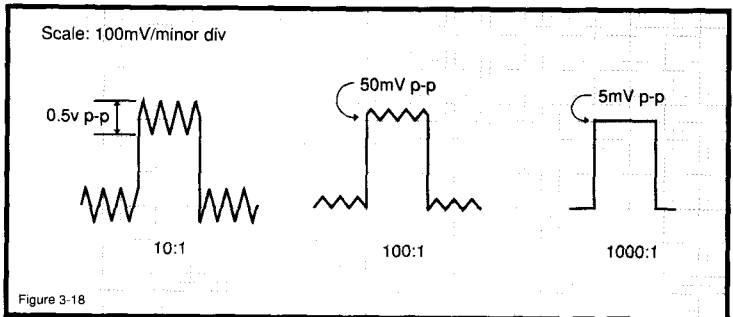 Scale: 100mV/minor div
0.5v p-p
50mV p-p
5mV p-p
10:1
100:1
1000:1
Figure 3-18